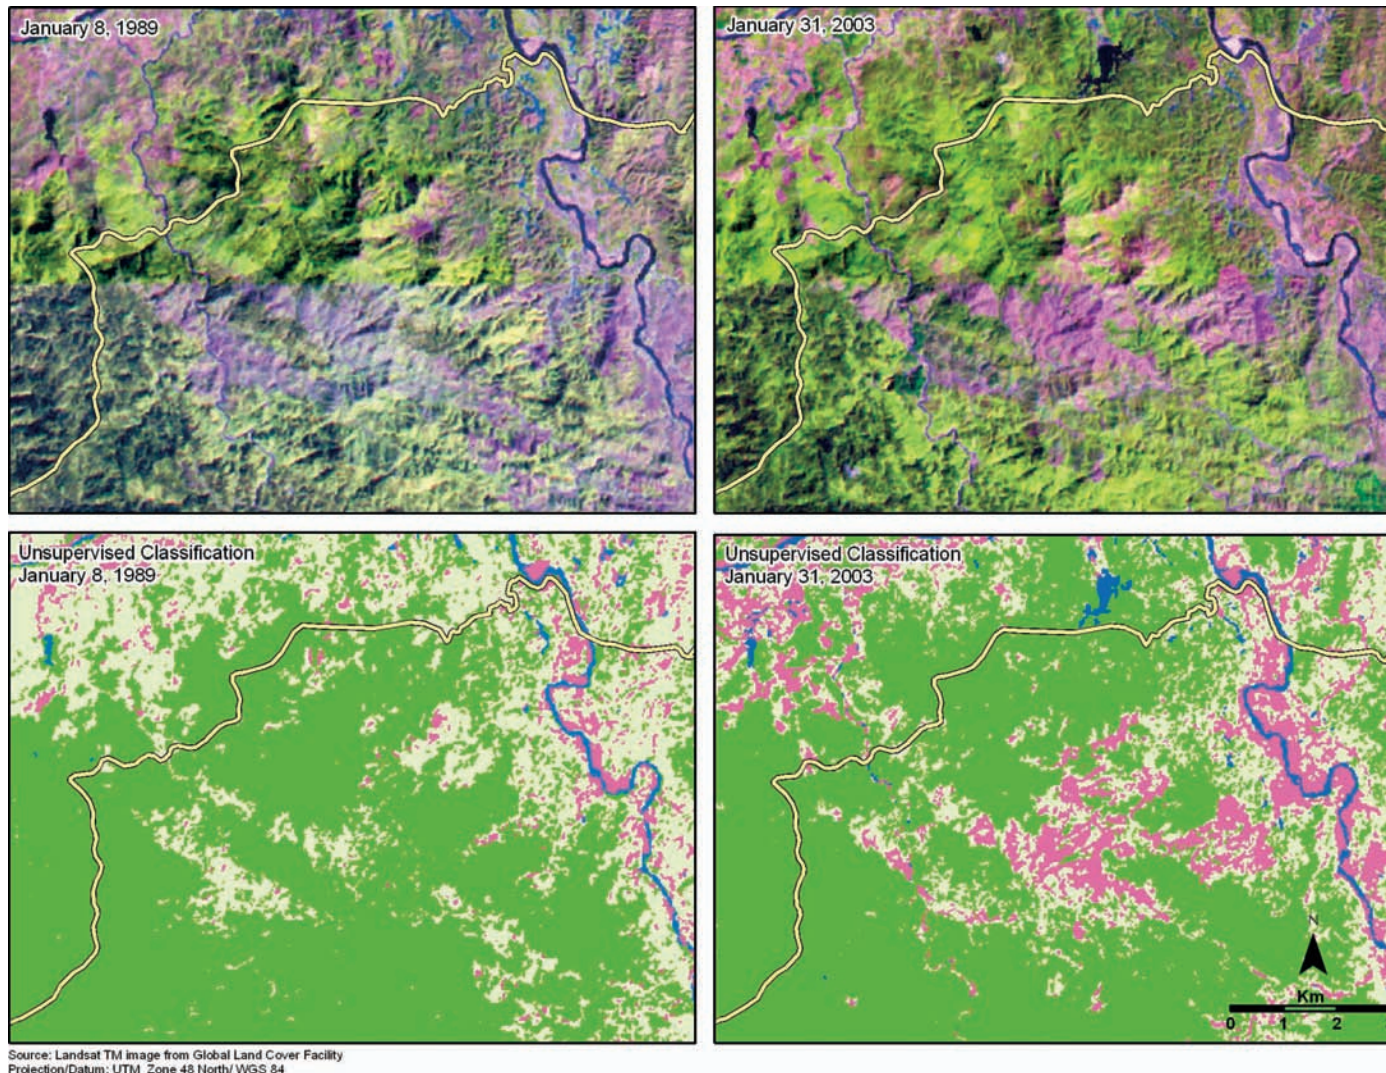 January 8, 1989
January 31, 2003
Unsupervised Classification
January 8, 1989
Unsupervised Classification
January 31, 2003
N
Km
0 1 2
Source: Landsat TM image from Global Land Cover Facility
Projection/Datum: UTM Zone 48 North/ WGS 84